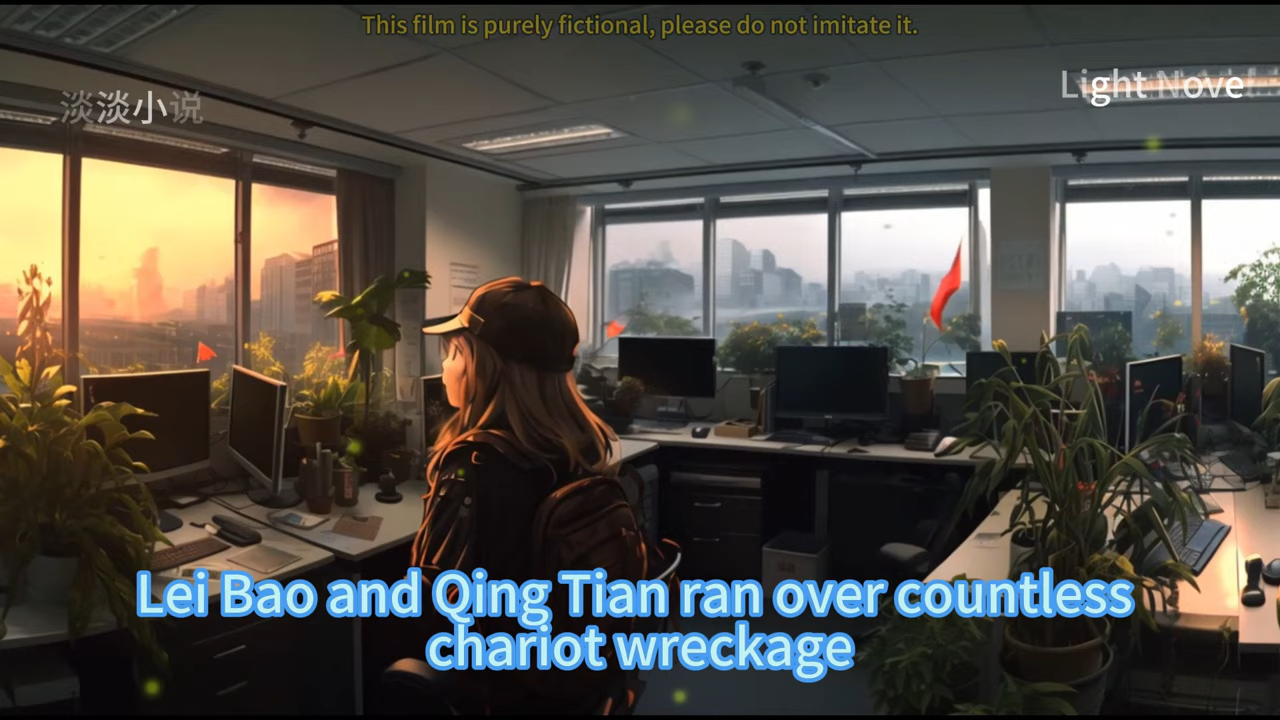 This film is purely fictional, please do not imitate it.
淡淡小说
Light Novel
Lei Bao and Qing Tian ran over countless
chariot wreckage